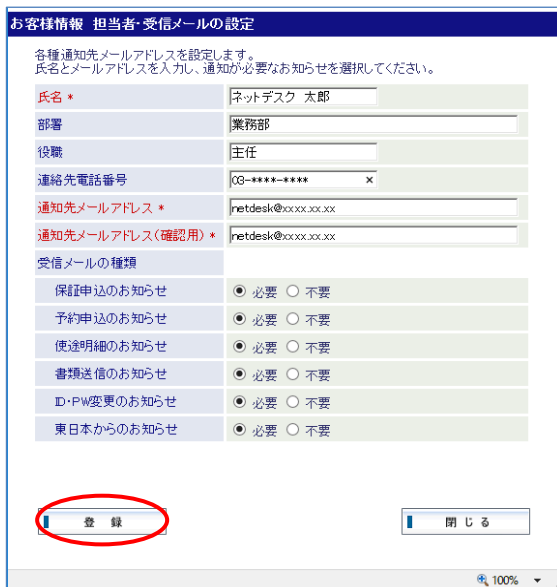 お客様情報 担当者・受信メールの設定
各種通知先メールアドレスを設定します。
氏名とメールアドレスを入力し、通知が必要なお知らせを選択してください。
氏名 * ネットデスク 太郎
部署 業務部
役職 主任
連絡先電話番号 03-****-**** ×
通知先メールアドレス * netdesk@xxxx.xx.xx
通知先メールアドレス(確認用) * netdesk@xxxx.xx.xx
受信メールの種類
保証申込のお知らせ 必要 不要
予約申込のお知らせ 必要 不要
使途明細のお知らせ 必要 不要
書類送信のお知らせ 必要 不要
ID・PW変更のお知らせ 必要 不要
東日本からのお知らせ 必要 不要
登 録 閉じる
100%